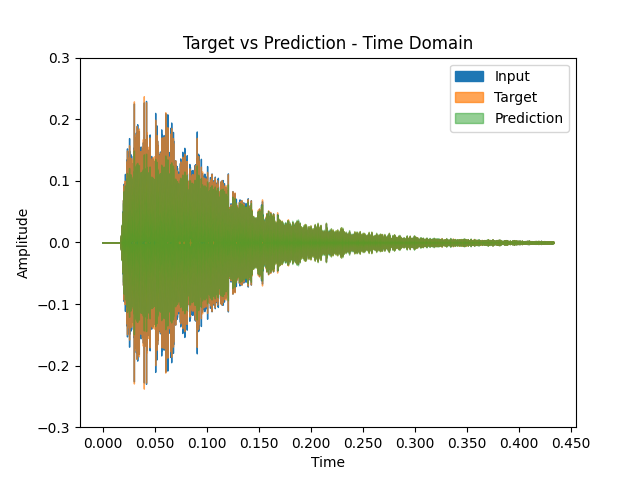 Target vs Prediction - Time Domain
Input
Target
Prediction
Amplitude
0.3
0.2
0.1
0.0
−0.1
−0.2
−0.3
0.000 0.050 0.100 0.150 0.200 0.250 0.300 0.350 0.400 0.450
Time